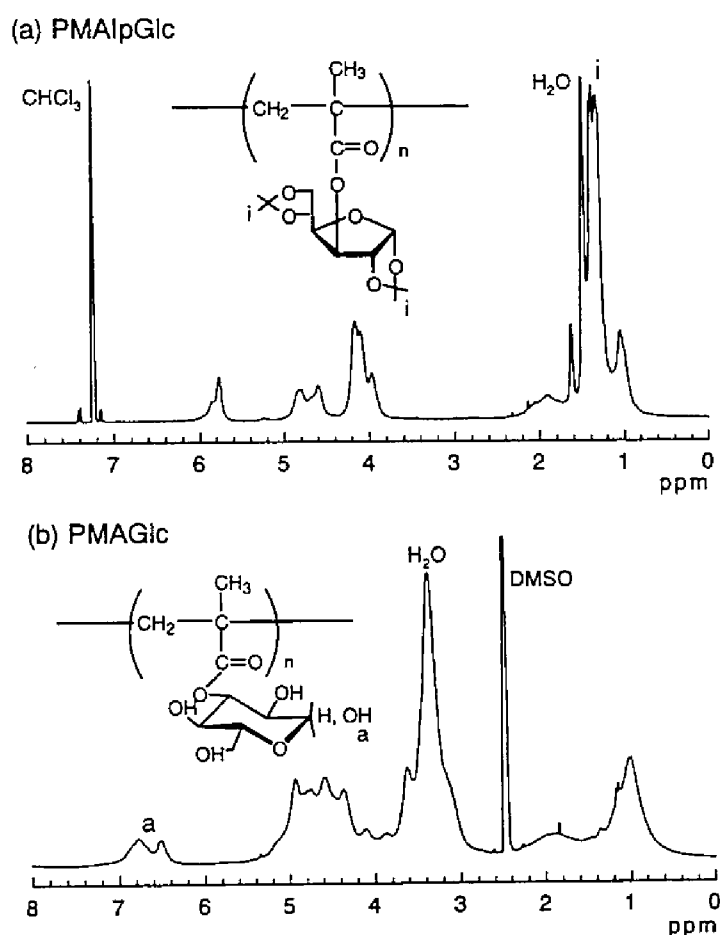 (a) PMAIpGlc
CHCl₃
CH₃
H₂O
i
CH₂
C
n
C=O
O
i
O
O
O
O
O
i
8 7 6 5 4 3 2 1 0
ppm
(b) PMAGlc
H₂O
DMSO
CH₃
CH₂
C
n
C=O
O
OH
OH
H, OH
a
OH
O
a
8 7 6 5 4 3 2 1 0
ppm